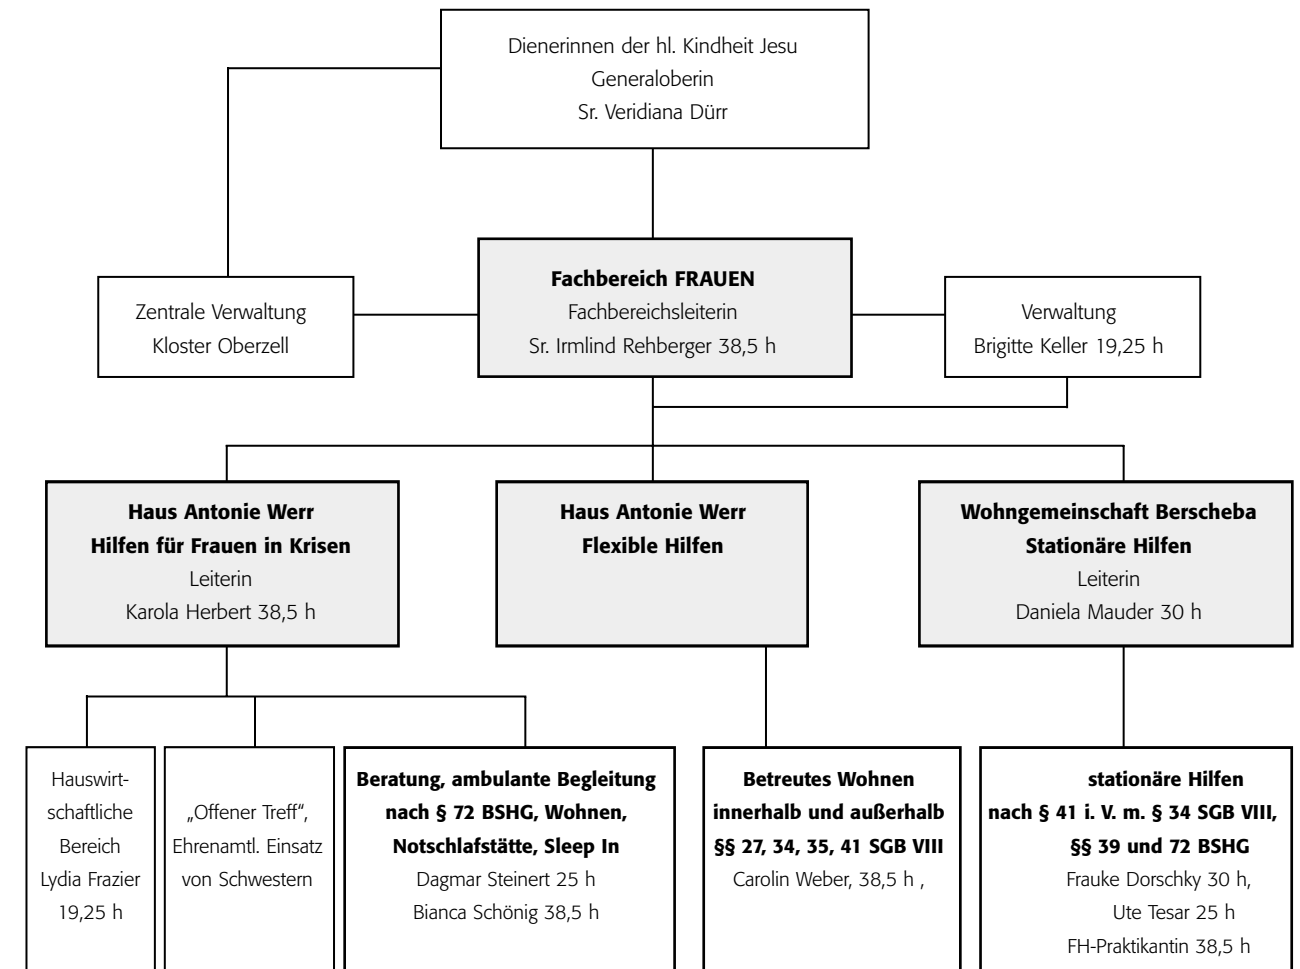 Dienerinnen der hl. Kindheit Jesu
Generaloberin
Sr. Veridiana Dürr
Zentrale Verwaltung
Kloster Oberzell
Fachbereich FRAUEN
Fachbereichsleiterin
Sr. Irmlind Rehberger 38,5 h
Verwaltung
Brigitte Keller 19,25 h
Haus Antonie Werr
Hilfen für Frauen in Krisen
Leiterin
Karola Herbert 38,5 h
Haus Antonie Werr
Flexible Hilfen
Wohngemeinschaft Berscheba
Stationäre Hilfen
Leiterin
Daniela Mauder 30 h
Hauswirt-
schaftliche
Bereich
Lydia Frazier
19,25 h
„Offener Treff“,
Ehrenamtl. Einsatz
von Schwestern
Beratung, ambulante Begleitung
nach § 72 BSHG, Wohnen,
Notschlafstätte, Sleep In
Dagmar Steinert 25 h
Bianca Schönig 38,5 h
Betreutes Wohnen
innerhalb und außerhalb
§§ 27, 34, 35, 41 SGB VIII
Carolin Weber, 38,5 h ,
stationäre Hilfen
nach § 41 i. V. m. § 34 SGB VIII,
§§ 39 und 72 BSHG
Frauke Dorschky 30 h,
Ute Tesar 25 h
FH-Praktikantin 38,5 h